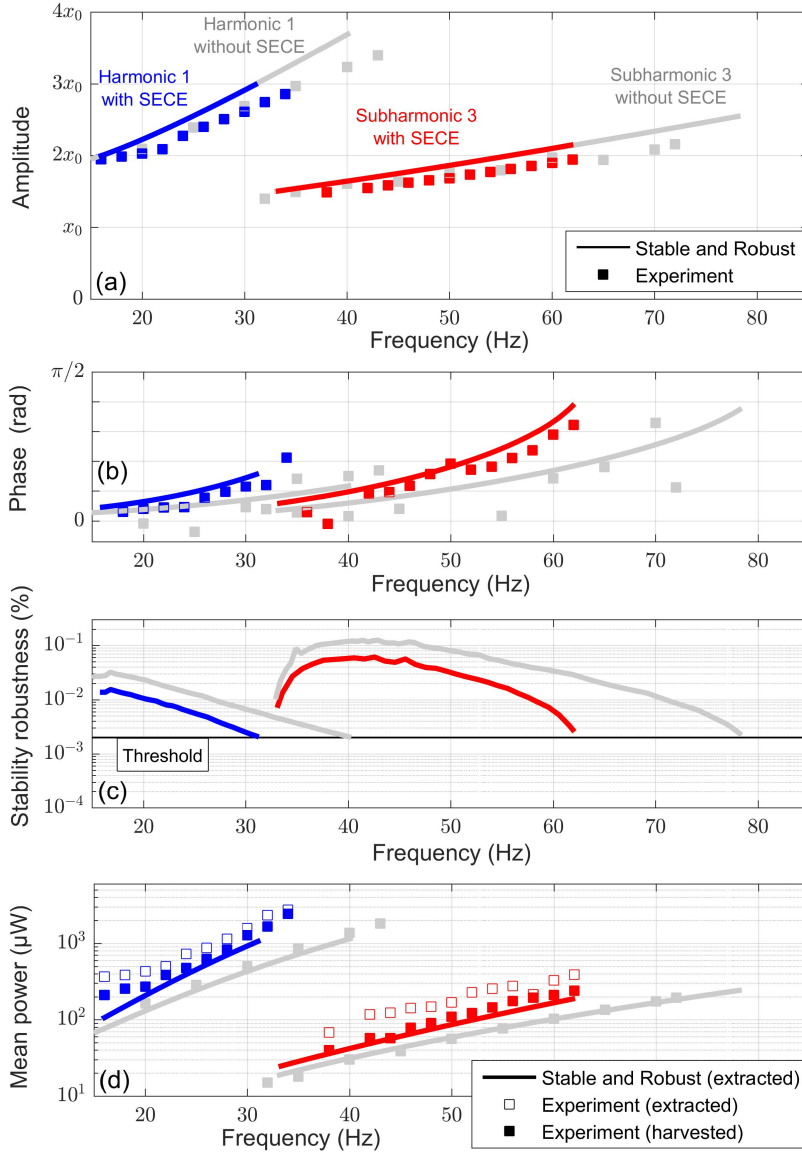 4x₀
3x₀
2x₀
x₀
0
Amplitude
Harmonic 1
without SECE
Harmonic 1
with SECE
Subharmonic 3
with SECE
Subharmonic 3
without SECE
Stable and Robust
Experiment
(a)
20 30 40 50 60 70 80
Frequency (Hz)
π/2
0
Phase (rad)
(b)
20 30 40 50 60 70 80
Frequency (Hz)
10⁻¹
10⁻²
10⁻³
10⁻⁴
Stability robustness (%)
Threshold
(c)
20 30 40 50 60 70 80
Frequency (Hz)
10³
10²
10¹
Mean power (µW)
(d)
20 30 40 50
Frequency (Hz)
Stable and Robust (extracted)
Experiment (extracted)
Experiment (harvested)